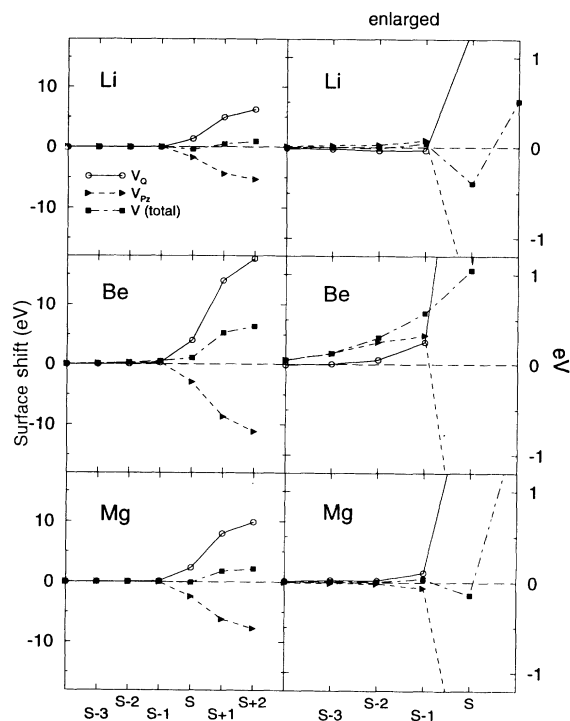 enlarged
10
0
-10
Li
V_Q
V_Pz
V (total)
Li
1
0
-1
Surface shift (eV)
10
0
-10
Be
Be
1
0
-1
eV
10
0
-10
Mg
Mg
1
0
-1
S-3
S-2
S-1
S
S+1
S+2
S-3
S-2
S-1
S